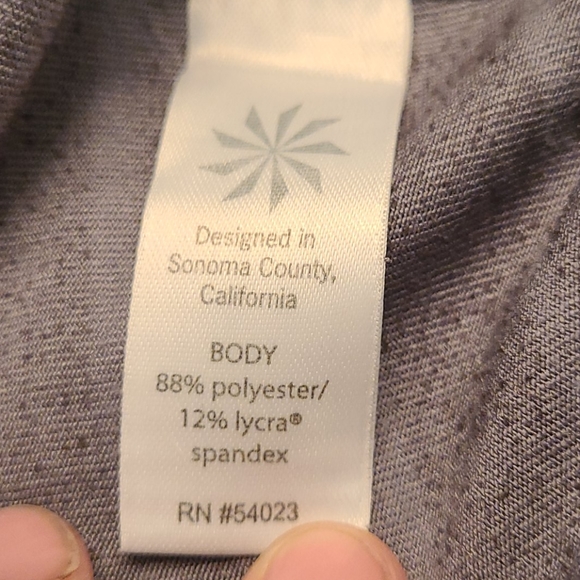 Designed in
Sonoma County,
California
BODY
88% polyester/
12% lycra®
spandex
RN #54023